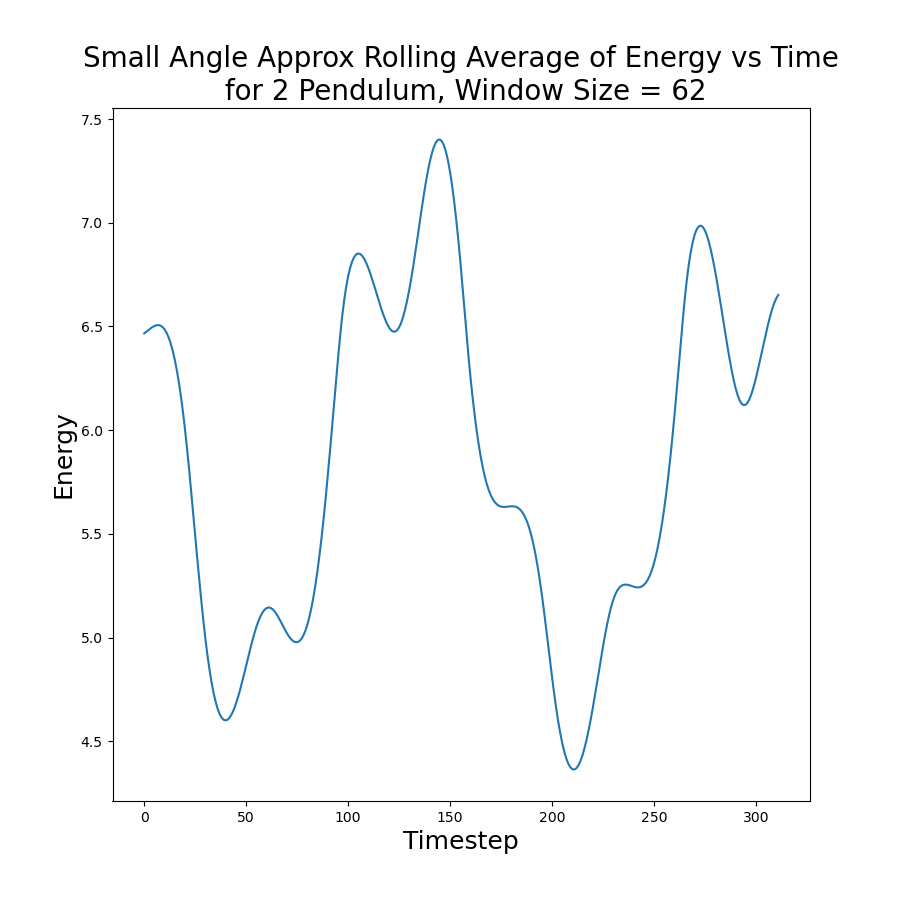 Small Angle Approx Rolling Average of Energy vs Time
for 2 Pendulum, Window Size = 62
7.5
7.0
6.5
6.0
5.5
5.0
4.5
Energy
0 50 100 150 200 250 300
Timestep